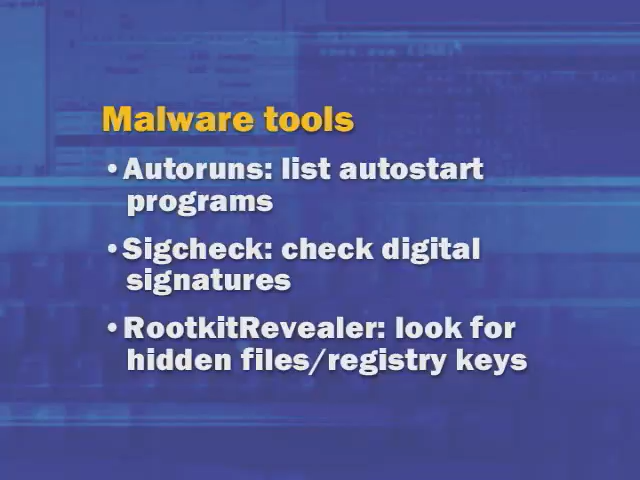 Malware tools
•Autoruns: list autostart
programs
•Sigcheck: check digital
signatures
•RootkitRevealer: look for
hidden files/registry keys